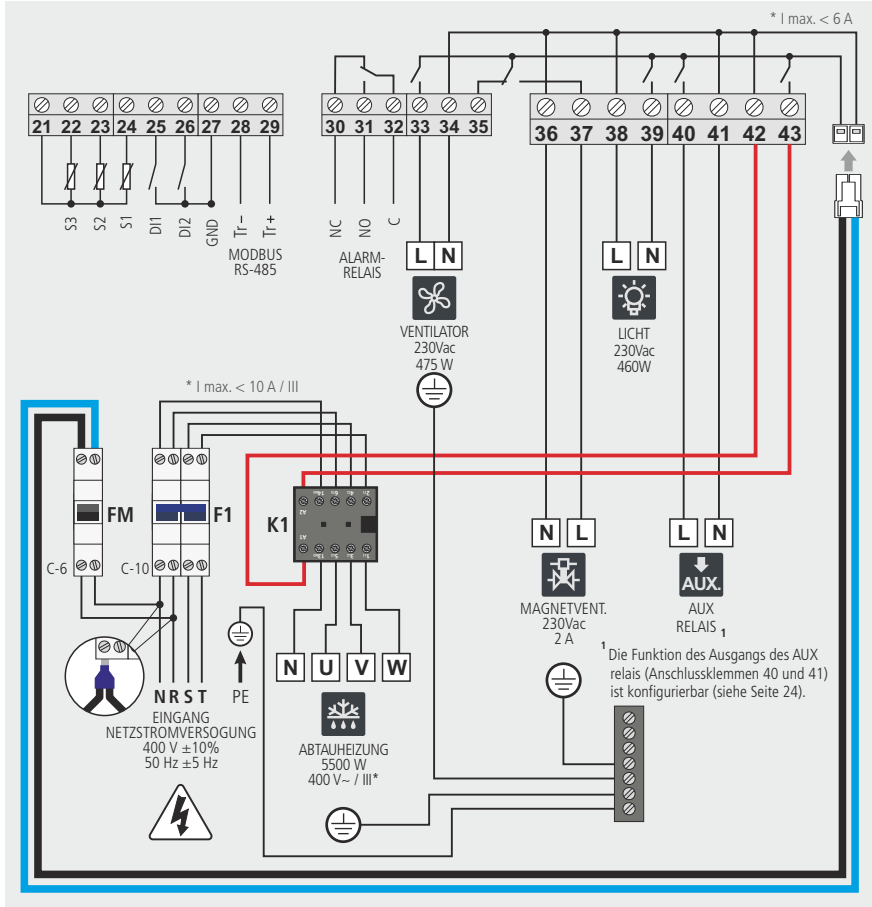 * I max. < 6 A
21 22 23 24 25 26 27 28 29
30 31 32 33 34 35
36 37 38 39 40 41 42 43
S3
S2
S1
DI1
DI2
GND
Tr -
Tr +
MODBUS
RS-485
NC
NO
C
ALARM-
RELAIS
L N
VENTILATOR
230Vac
475 W
L N
LICHT
230Vac
460W
* I max. < 10 A / III
FM
F1
K1
A2
A1
C-6
C-10
N R S T
EINGANG
NETZSTROMVERSOGUNG
400 V ±10%
50 Hz ±5 Hz
PE
N U V W
ABTAUHEIZUNG
5500 W
400 V~ / III*
N L
MAGNETVENT.
230Vac
2 A
L N
AUX.
AUX
RELAIS 1
1 Die Funktion des Ausgangs des AUX
relais (Anschlussklemmen 40 und 41)
ist konfigurierbar (siehe Seite 24).